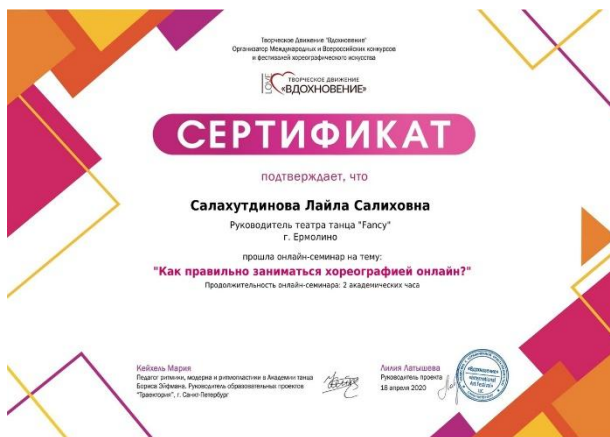 Творческое Движение "Вдохновение"
Организатор Международных и Всероссийских конкурсов
и фестивалей хореографического искусства
LOVE
ТВОРЧЕСКОЕ ДВИЖЕНИЕ
«ВДОХНОВЕНИЕ»
СЕРТИФИКАТ
подтверждает, что
Салахутдинова Лайла Салиховна
Руководитель театра танца "Fancy"
г. Ермолино
прошла онлайн-семинар на тему:
"Как правильно заниматься хореографией онлайн?"
Продолжительность онлайн-семинара: 2 академических часа
Кейхель Мария
Педагог ритмики, модерна и ритмопластики в Академии танца
Бориса Эйфмана. Руководитель образовательных проектов
"Траектория", г. Санкт-Петербург
Лилия Латышева
Руководитель проекта
18 апреля 2020
«Вдохновение»